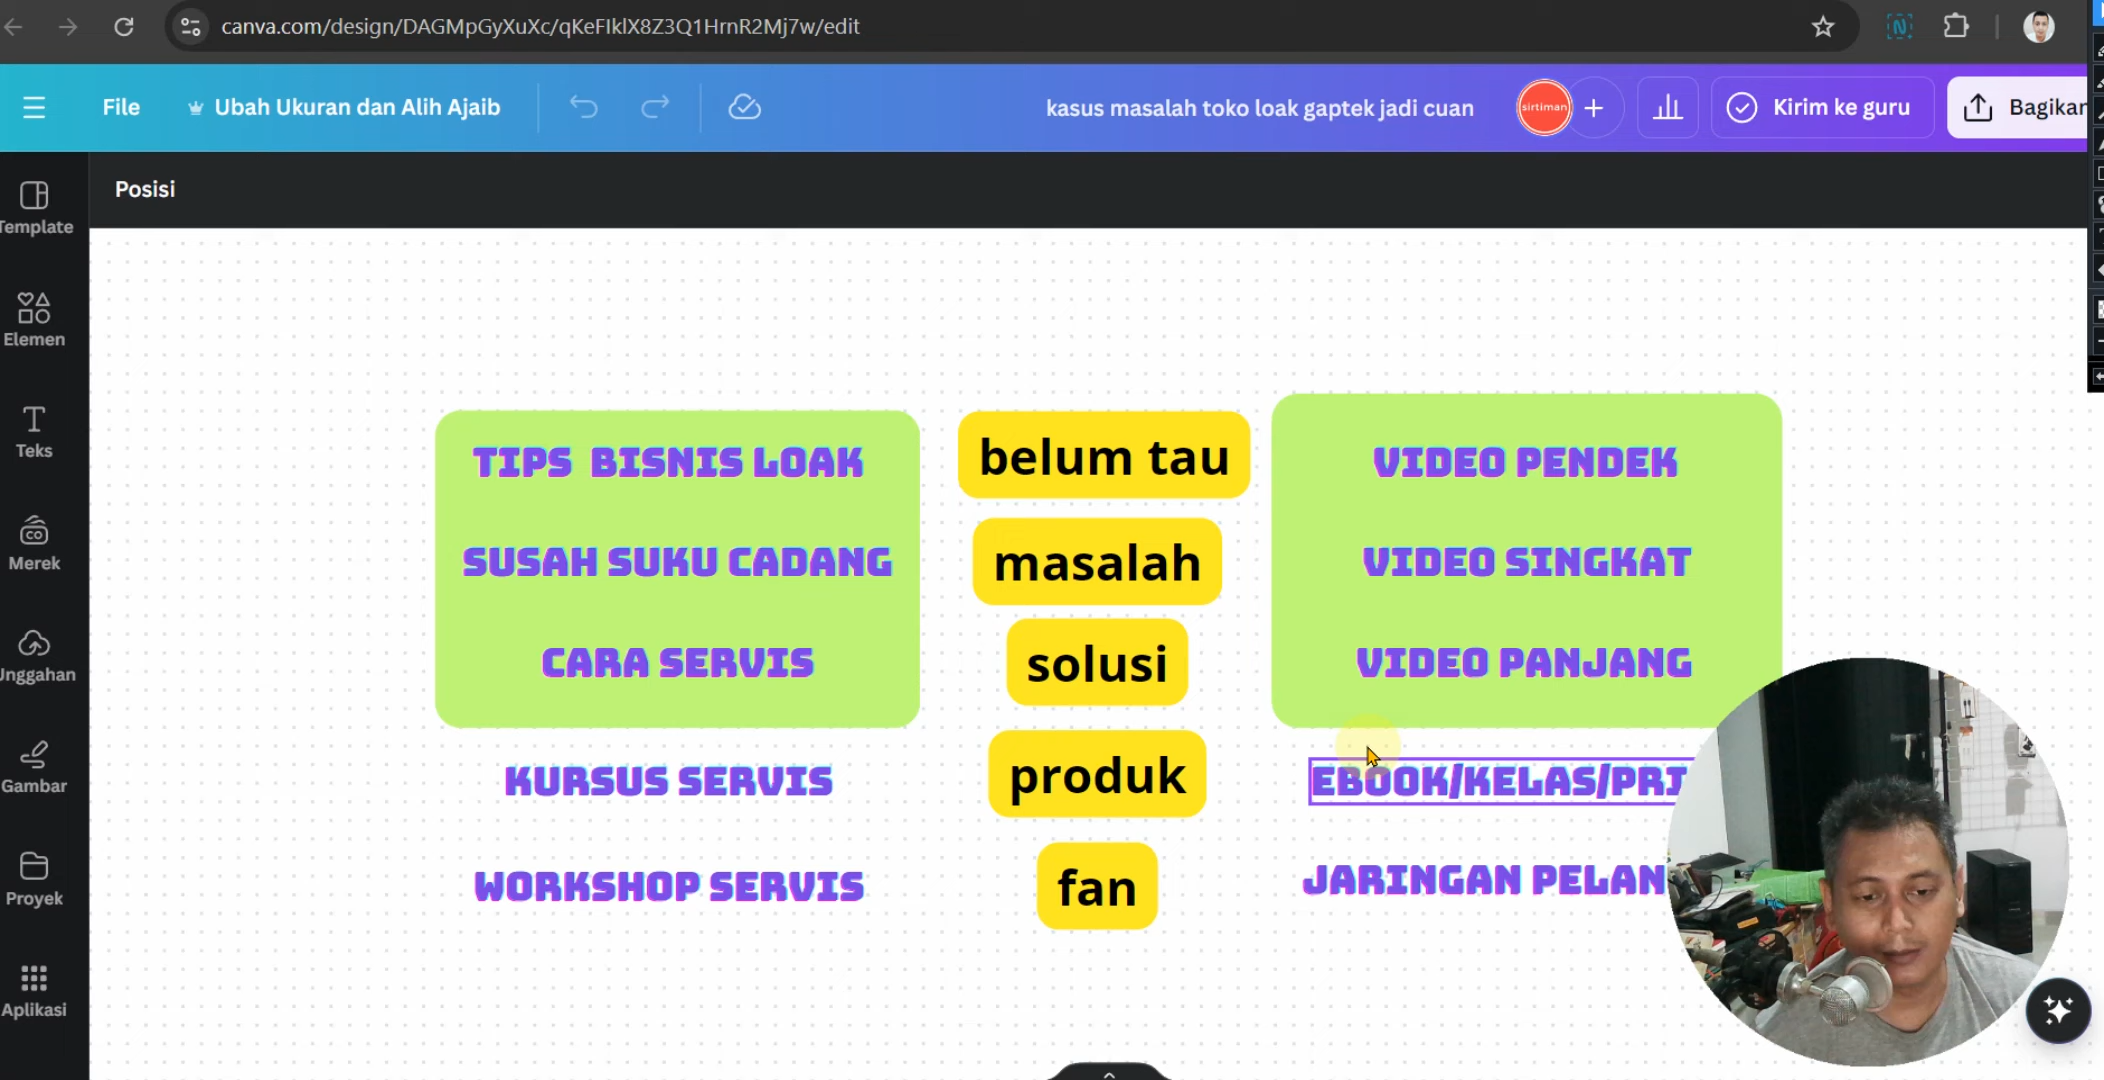 canva.com/design/DAGMpGyXuXc/qKeFIklX8Z3Q1HrnR2Mj7w/edit
File
Ubah Ukuran dan Alih Ajaib
kasus masalah toko loak gaptek jadi cuan
sirtiman
Kirim ke guru
Bagikan
Posisi
Template
Elemen
Teks
Merek
Unggahan
Gambar
Proyek
Aplikasi
TIPS BISNIS LOAK
belum tau
VIDEO PENDEK
SUSAH SUKU CADANG
masalah
VIDEO SINGKAT
CARA SERVIS
solusi
VIDEO PANJANG
KURSUS SERVIS
produk
EBOOK/KELAS/PRI
WORKSHOP SERVIS
fan
JARINGAN PELAN